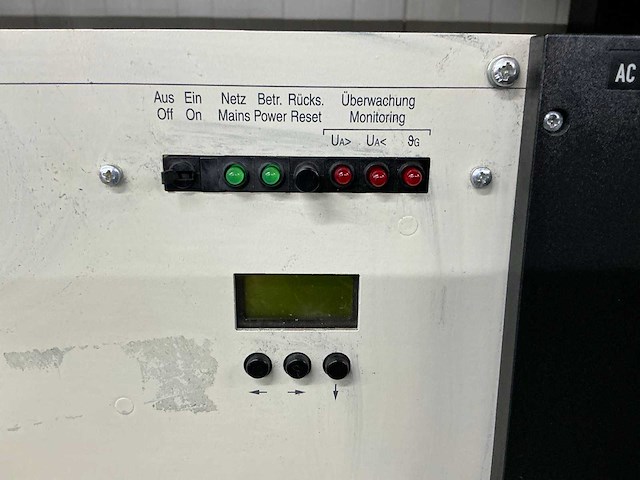 Aus Ein Netz Betr. Rücks. Überwachung
Off On Mains Power Reset Monitoring
UA> UA< ϑG
AC